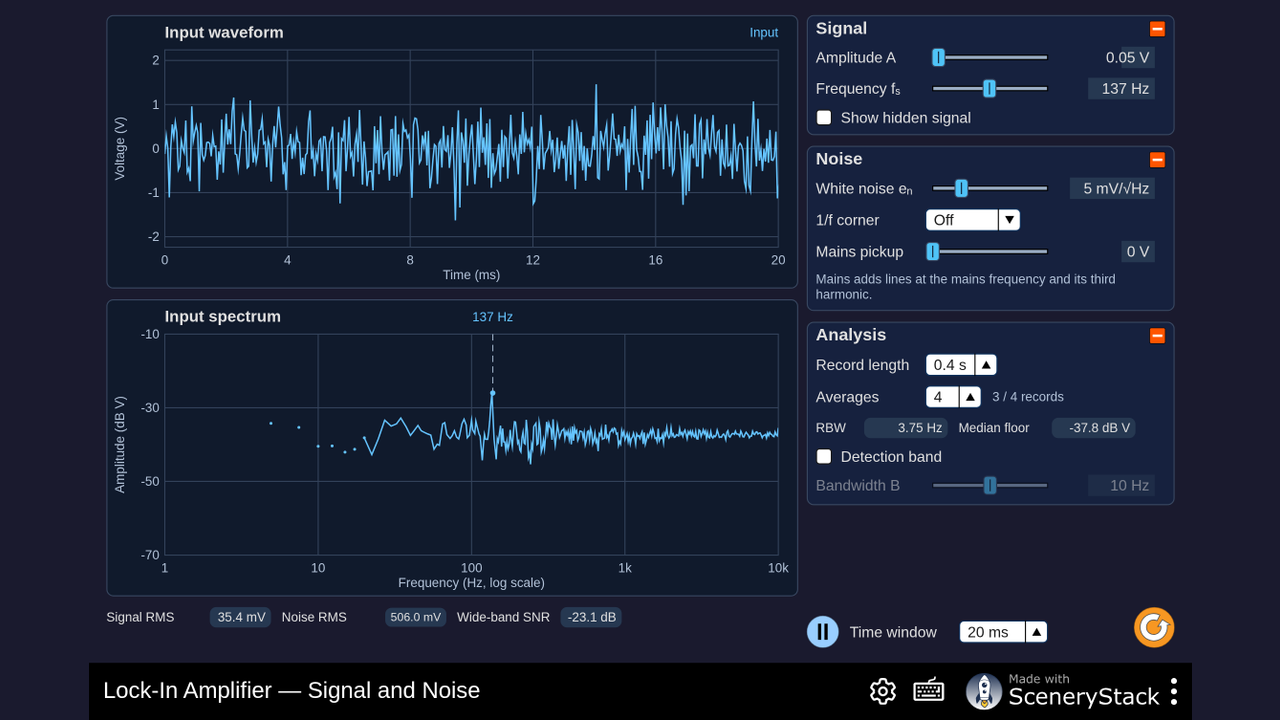 Input waveform
Input
2
1
0
-1
-2
Voltage (V)
0 4 8 12 16 20
Time (ms)
Input spectrum
137 Hz
-10
-30
-50
-70
Amplitude (dB V)
1 10 100 1k 10k
Frequency (Hz, log scale)
Signal RMS 35.4 mV Noise RMS 506.0 mV Wide-band SNR -23.1 dB
Signal
Amplitude A 0.05 V
Frequency fₛ 137 Hz
Show hidden signal
Noise
White noise eₙ 5 mV/√Hz
1/f corner Off
Mains pickup 0 V
Mains adds lines at the mains frequency and its third
harmonic.
Analysis
Record length 0.4 s
Averages 4 3 / 4 records
RBW 3.75 Hz Median floor -37.8 dB V
Detection band
Bandwidth B 10 Hz
Time window 20 ms
Lock-In Amplifier — Signal and Noise
Made with
SceneryStack